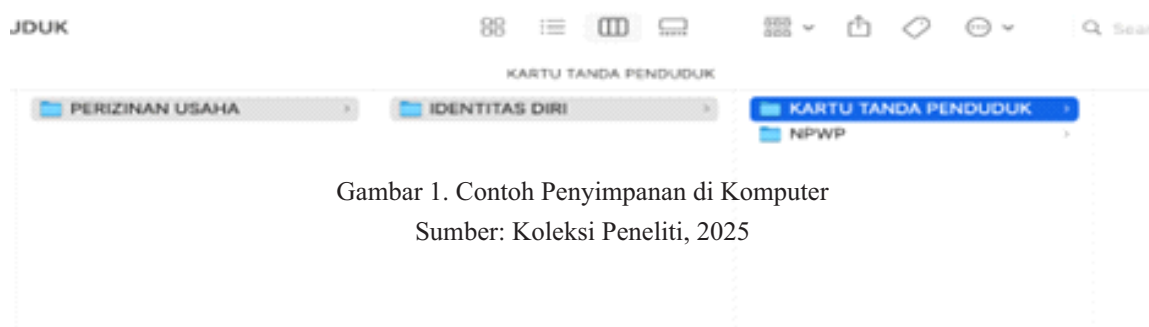 JDUK
Sear
KARTU TANDA PENDUDUK
PERIZINAN USAHA
IDENTITAS DIRI
KARTU TANDA PENDUDUK
NPWP
Gambar 1. Contoh Penyimpanan di Komputer
Sumber: Koleksi Peneliti, 2025